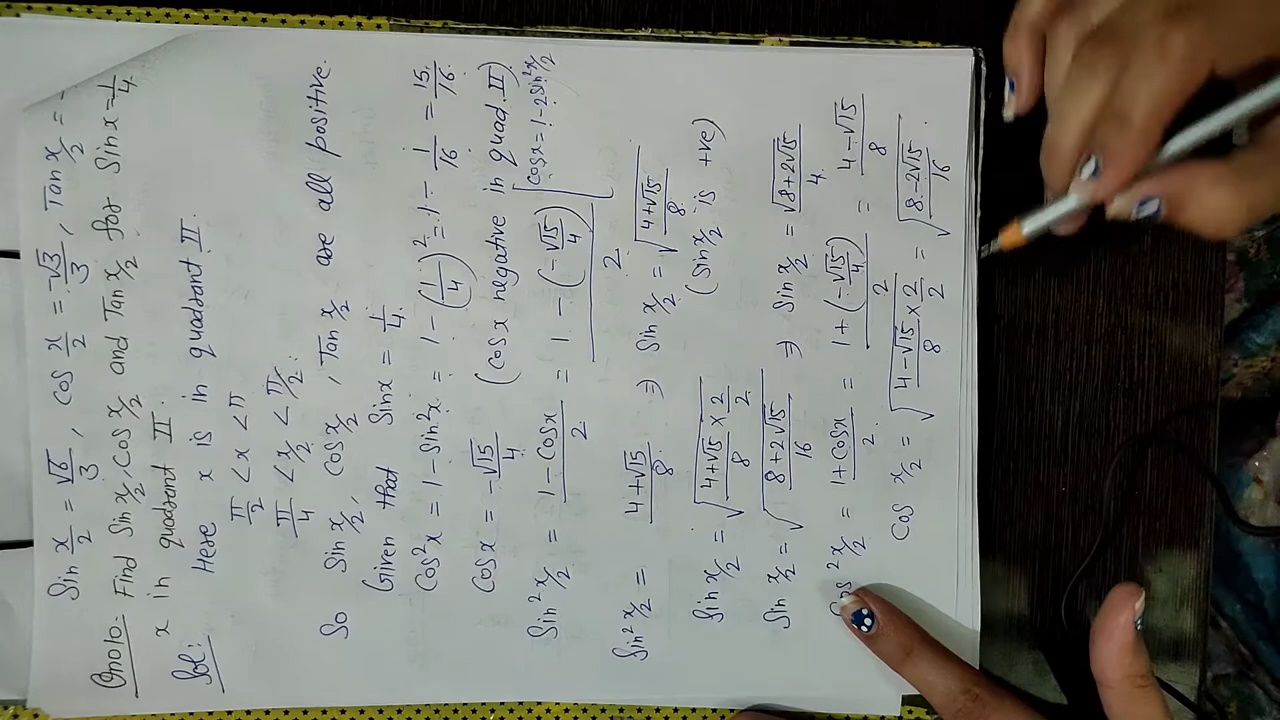 Sin x/2 = √6/3, Cos x/2 = -√3/3, Tan x/2 = -
Qno10. Find Sin x/2, Cos x/2 and Tan x/2 for Sin x = 1/4.
x in quadrant II.
Sol: Here x is in quadrant II.
π/2 < x < π
π/4 < x/2 < π/2.
So Sin x/2, Cos x/2, Tan x/2 are all positive.
Given that Sin x = 1/4.
Cos²x = 1 - Sin²x = 1 - (1/4)² = 1 - 1/16 = 15/16.
Cos x = -√15/4 (Cos x negative in quad. II)
Sin² x/2 = (1 - Cos x)/2 = (1 - (-√15/4))/2 [Cos x = 1 - 2 Sin² x/2
Sin² x/2 = (4+√15)/8 ⇒ Sin x/2 = √((4+√15)/8)
Sin x/2 = √((4+√15)/8 × 2/2) (Sin x/2 is +ve)
Sin x/2 = √((8+2√15)/16) ⇒ Sin x/2 = √(8+2√15)/4
Cos² x/2 = (1 + Cos x)/2 = (1 + (-√15/4))/2 = (4-√15)/8
Cos x/2 = √((4-√15)/8 × 2/2) = √((8-2√15)/16).